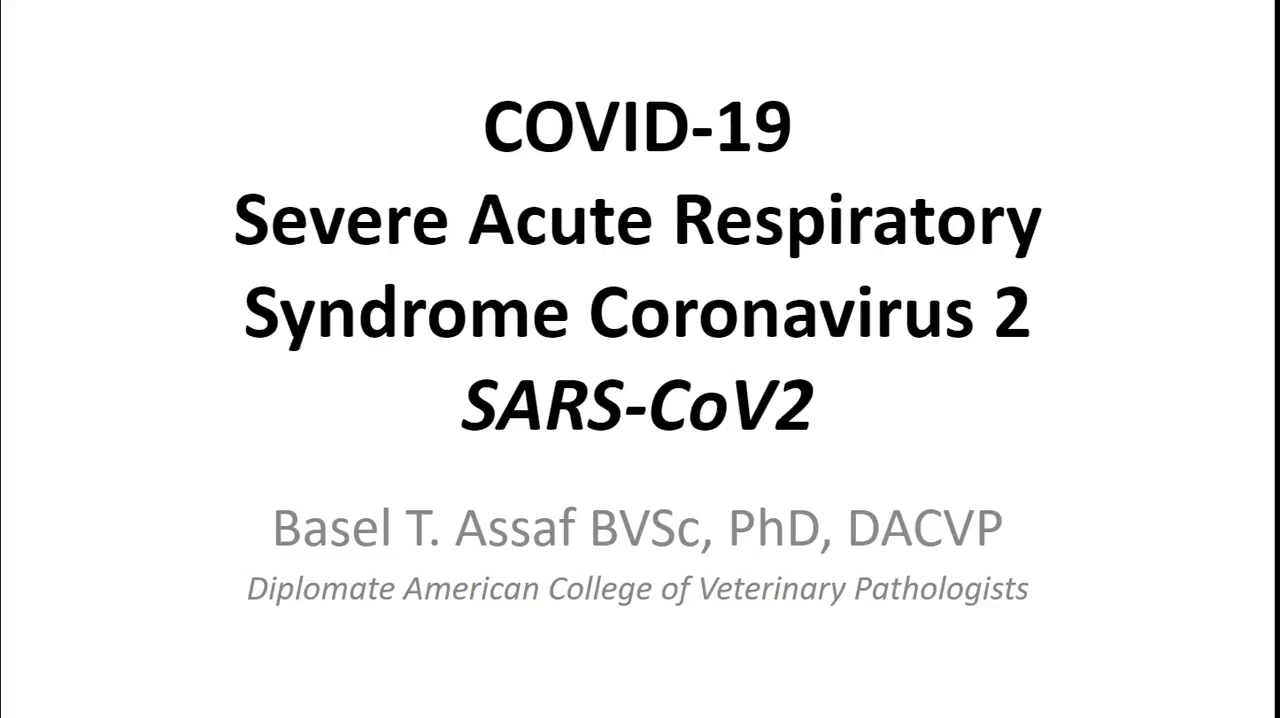 COVID-19
Severe Acute Respiratory
Syndrome Coronavirus 2
SARS-CoV2
Basel T. Assaf BVSc, PhD, DACVP
Diplomate American College of Veterinary Pathologists